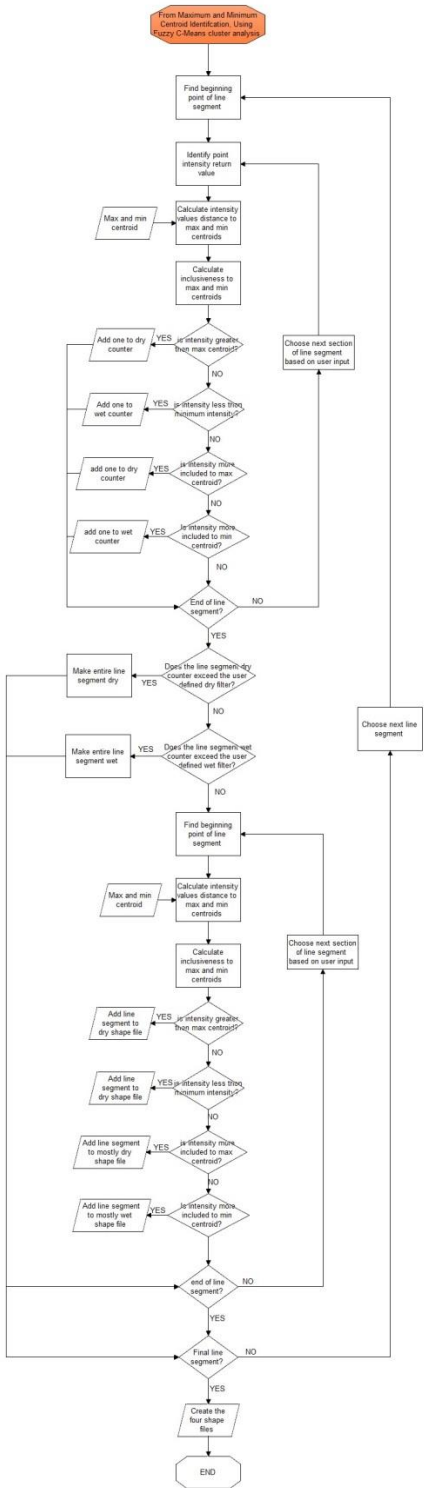 From Maximum and Minimum
Centroid Identifcation. Using
Fuzzy C-Means cluster analysis
Find beginning
point of line
segment
Identify point
intensity return
value
Max and min
centroid
Calculate intensity
values distance to
max and min
centroids
Calculate
inclusiveness to
max and min
centroids
Choose next section
of line segment
based on user input
Add one to dry
counter
YES
is intensity greater
then max centroid?
NO
Add one to
wet counter
YES
is intensity less than
minimum intensity?
NO
add one to dry
counter
YES
is intensity more
included to max
centroid?
NO
add one to wet
counter
YES
Is intensity more
included to min
centroid?
NO
End of line
segment?
NO
YES
Make entire line
segment dry
YES
Does the line segment dry
counter exceed the user
defined dry filter?
NO
Choose next line
segment
Make entire line
segment wet
YES
Does the line segment wet
counter exceed the user
defined wet filter?
NO
Find beginning
point of line
segment
Max and min
centroid
Calculate intensity
values distance to
max and min
centroids
Choose next section
of line segment
based on user input
Calculate
inclusiveness to
max and min
centroids
Add line
segment to
dry shape file
YES
is intensity greater
then max centroid?
NO
Add line
segment to
dry shape file
YES
is intensity less than
minimum intensity?
NO
Add line segment
to mostly dry
shape file
YES
is intensity more
included to max
centroid?
NO
Add line segment
to mostly wet
shape file
YES
Is intensity more
included to min
centroid?
end of line
segment?
NO
YES
Final line
segment?
NO
YES
Create the
four shape
files
END